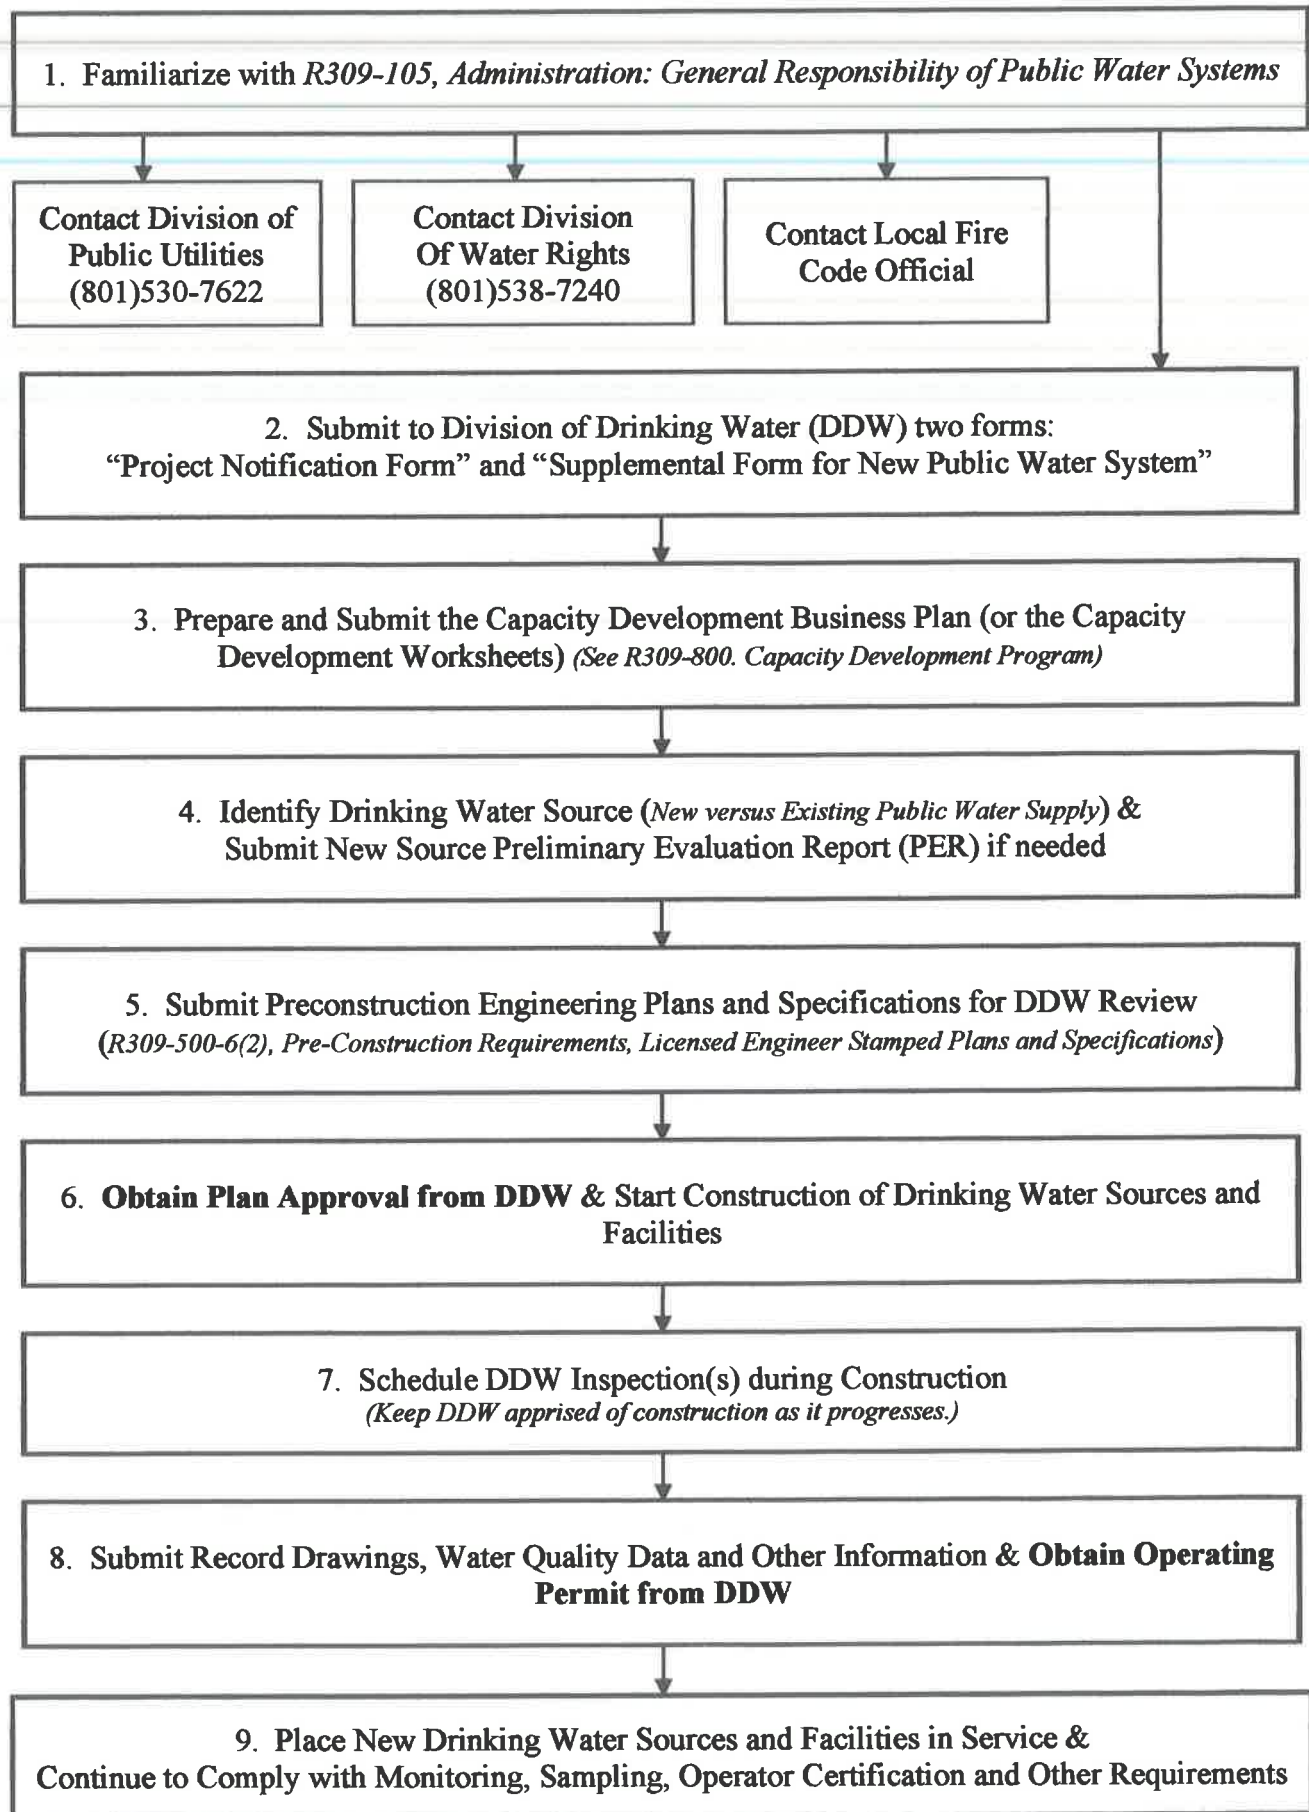 1. Familiarize with R309-105, Administration: General Responsibility of Public Water Systems
Contact Division of
Public Utilities
(801)530-7622
Contact Division
Of Water Rights
(801)538-7240
Contact Local Fire
Code Official
2. Submit to Division of Drinking Water (DDW) two forms:
“Project Notification Form” and “Supplemental Form for New Public Water System”
3. Prepare and Submit the Capacity Development Business Plan (or the Capacity
Development Worksheets) (See R309-800. Capacity Development Program)
4. Identify Drinking Water Source (New versus Existing Public Water Supply) &
Submit New Source Preliminary Evaluation Report (PER) if needed
5. Submit Preconstruction Engineering Plans and Specifications for DDW Review
(R309-500-6(2), Pre-Construction Requirements, Licensed Engineer Stamped Plans and Specifications)
6. Obtain Plan Approval from DDW & Start Construction of Drinking Water Sources and
Facilities
7. Schedule DDW Inspection(s) during Construction
(Keep DDW apprised of construction as it progresses.)
8. Submit Record Drawings, Water Quality Data and Other Information & Obtain Operating
Permit from DDW
9. Place New Drinking Water Sources and Facilities in Service &
Continue to Comply with Monitoring, Sampling, Operator Certification and Other Requirements